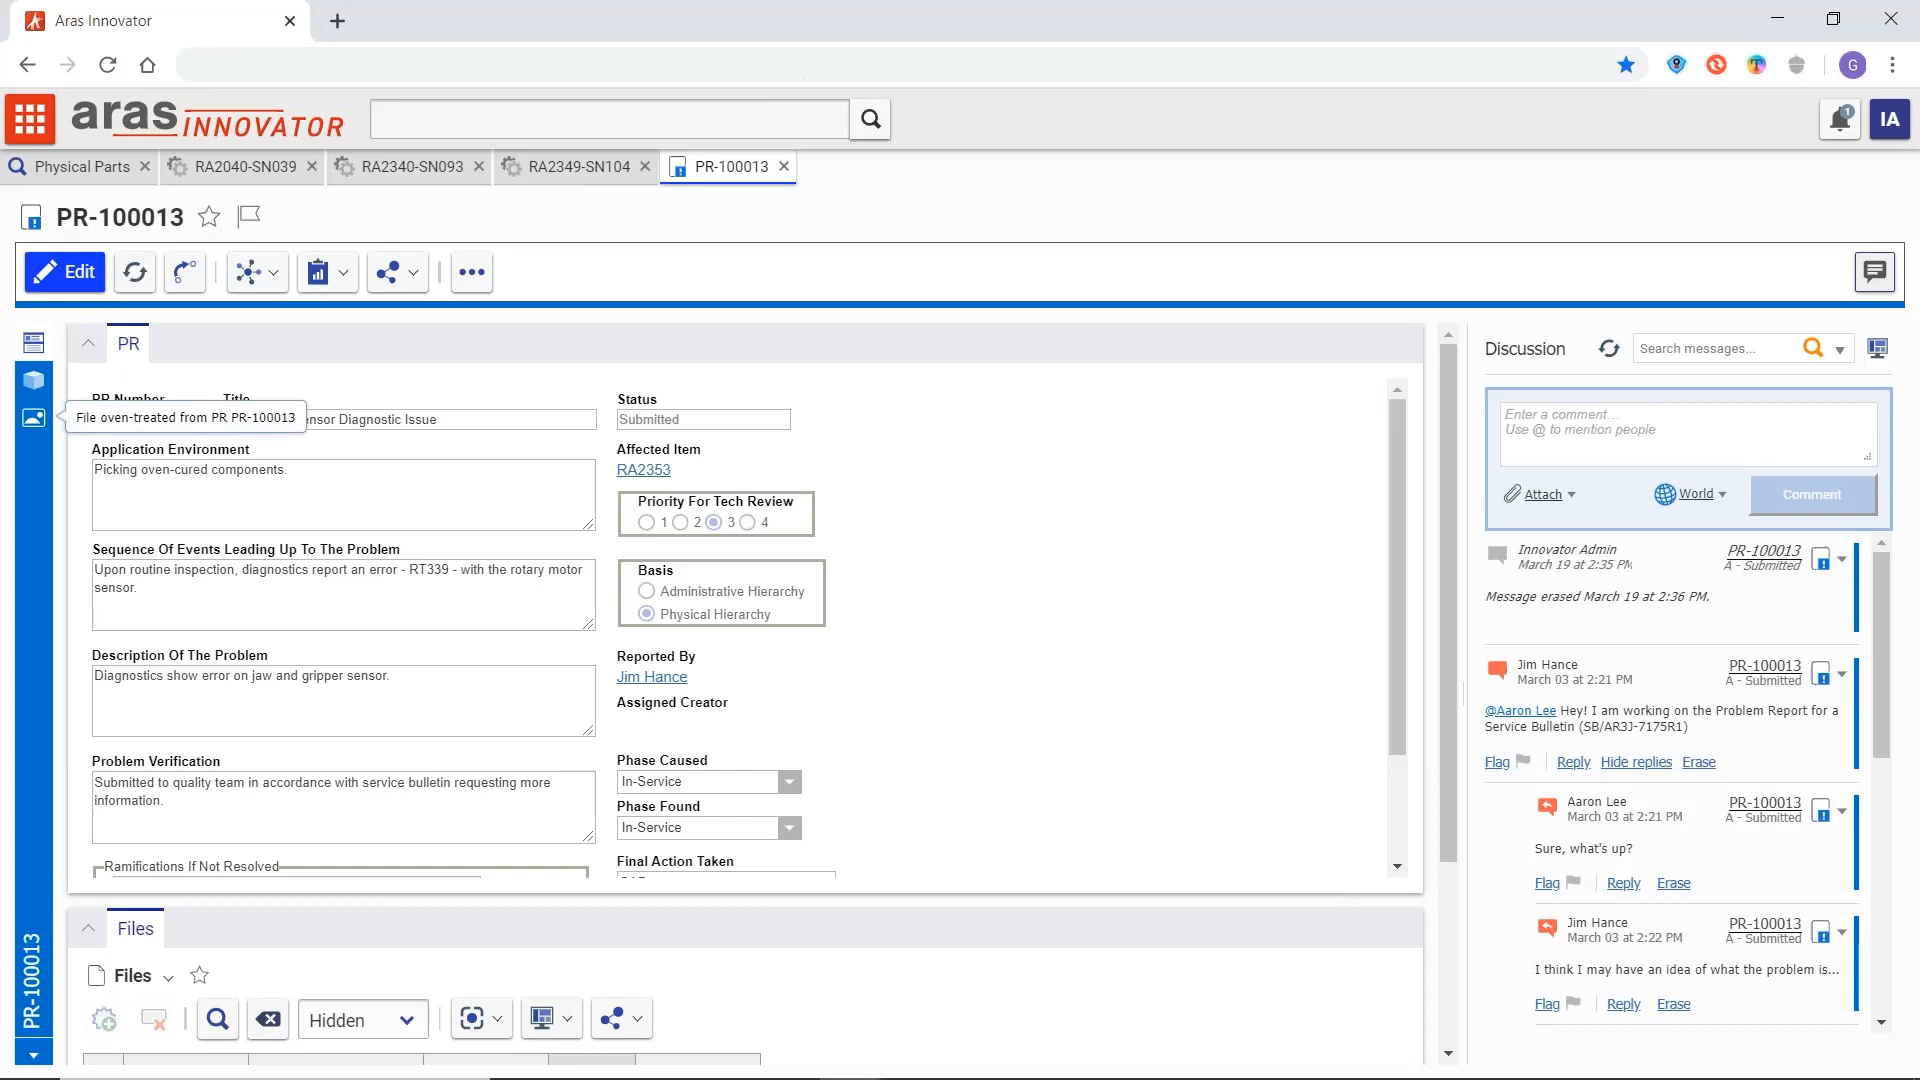 Aras Innovator
G
aras INNOVATOR
1
IA
Physical Parts
RA2040-SN039
RA2340-SN093
RA2349-SN104
PR-100013
PR-100013
Edit
PR
PR Number
Title
Status
File oven-treated from PR PR-100013
ensor Diagnostic Issue
Submitted
Application Environment
Picking oven-cured components.
Affected Item
RA2353
Priority For Tech Review
1 2 3 4
Sequence Of Events Leading Up To The Problem
Upon routine inspection, diagnostics report an error - RT339 - with the rotary motor
sensor.
Basis
Administrative Hierarchy
Physical Hierarchy
Description Of The Problem
Diagnostics show error on jaw and gripper sensor.
Reported By
Jim Hance
Assigned Creator
Problem Verification
Submitted to quality team in accordance with service bulletin requesting more
information.
Phase Caused
In-Service
Phase Found
In-Service
Ramifications If Not Resolved
Final Action Taken
PR-100013
Files
Files
Hidden
Discussion
Search messages...
Enter a comment...
Use @ to mention people
Attach
World
Comment
Innovator Admin
March 19 at 2:35 PM
PR-100013
A - Submitted
Message erased March 19 at 2:36 PM.
Jim Hance
March 03 at 2:21 PM
PR-100013
A - Submitted
@Aaron Lee Hey! I am working on the Problem Report for a
Service Bulletin (SB/AR3J-7175R1)
Flag
Reply
Hide replies
Erase
Aaron Lee
March 03 at 2:21 PM
PR-100013
A - Submitted
Sure, what's up?
Flag
Reply
Erase
Jim Hance
March 03 at 2:22 PM
PR-100013
A - Submitted
I think I may have an idea of what the problem is...
Flag
Reply
Erase